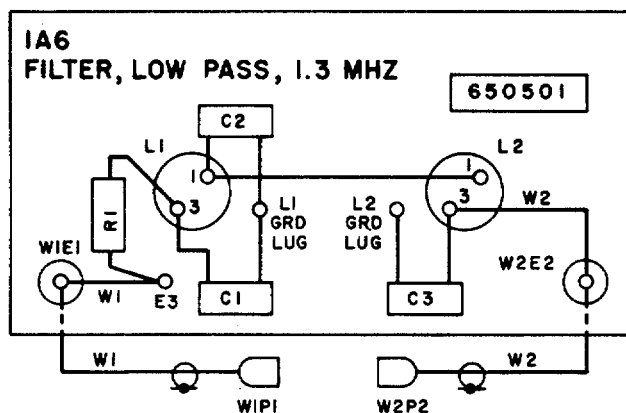 1A6
FILTER, LOW PASS, 1.3 MHZ
650501
C2
L1
L2
1
1
3
3
R1
L1
GRD
LUG
L2
GRD
LUG
W2
W1E1
W2E2
W1
E3
C1
C3
W1
W2
W1P1
W2P2